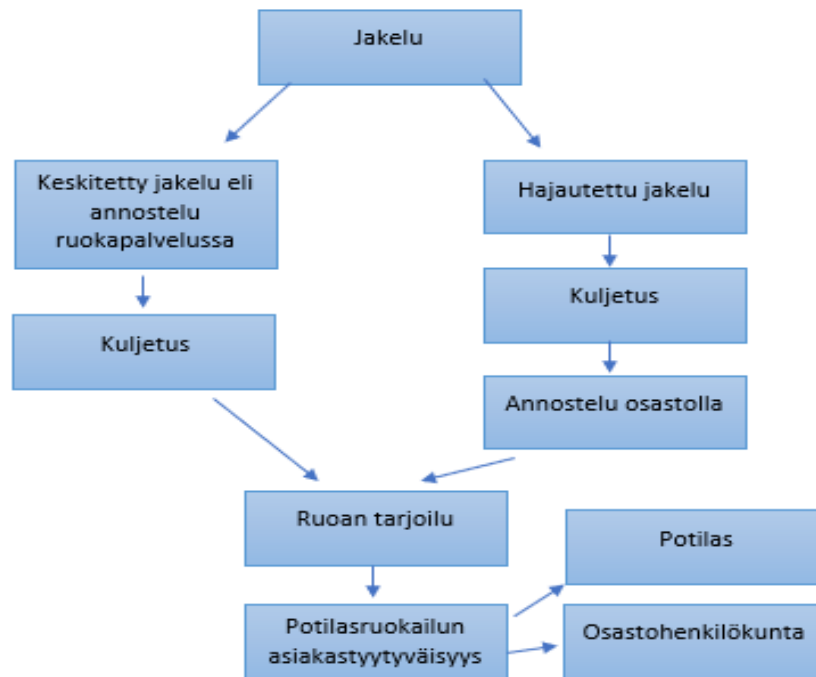 Jakelu
Keskitetty jakelu eli
annostelu
ruokapalvelussa
Hajautettu jakelu
Kuljetus
Kuljetus
Annostelu osastolla
Ruoan tarjoilu
Potilas
Potilasruokailun
asiakastyytyväisyys
Osastohenkilökunta